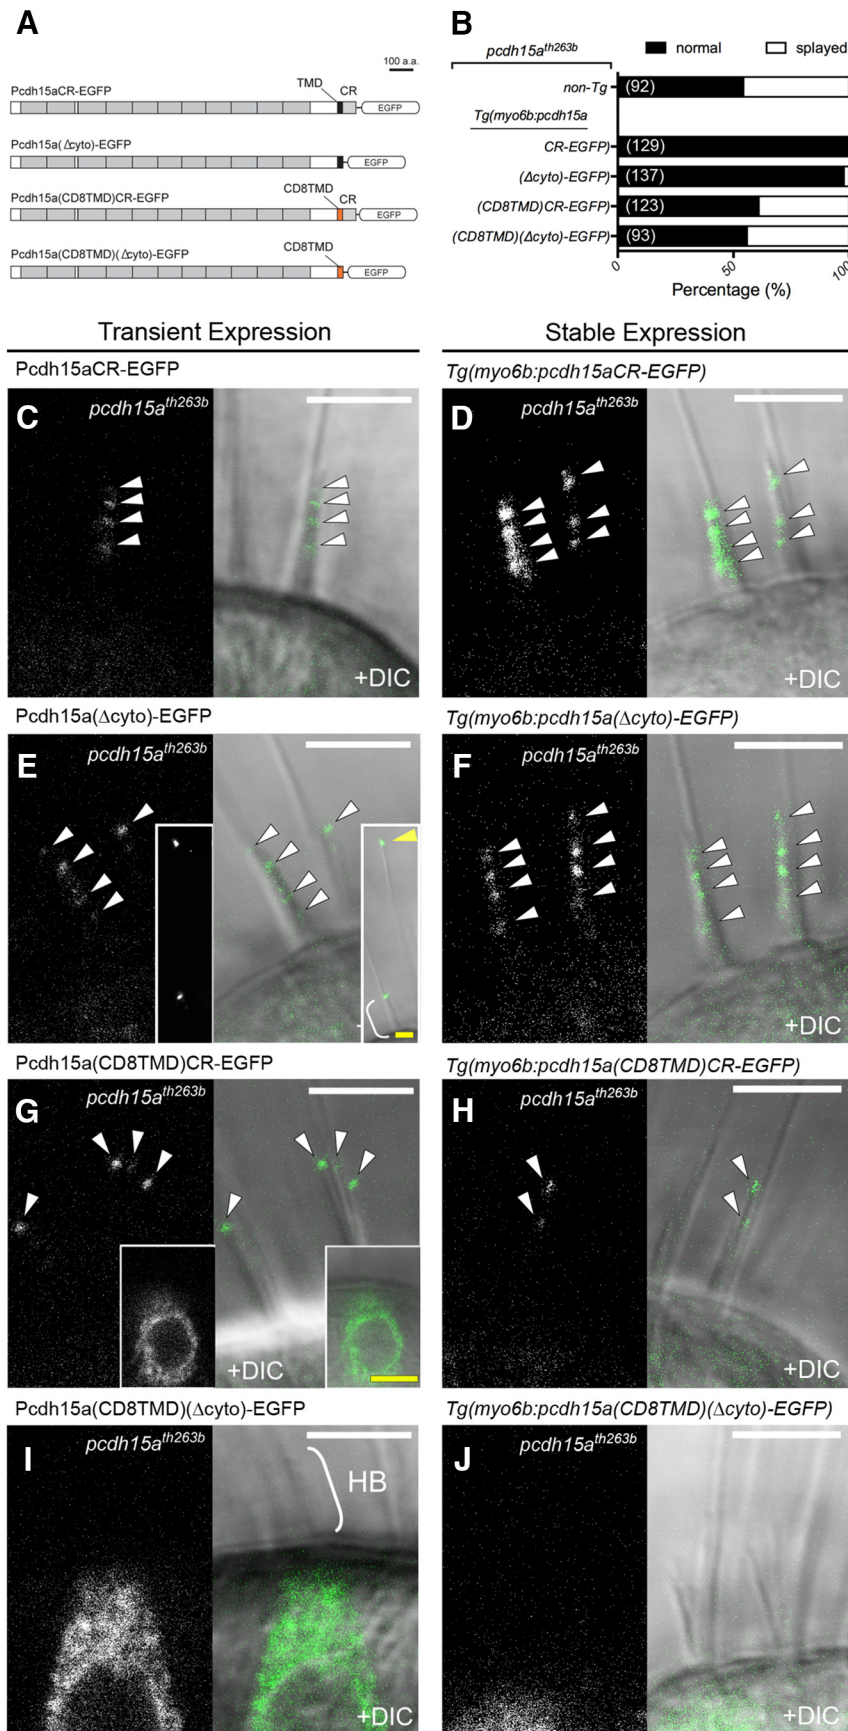 A
100 a.a.
Pcdh15aCR-EGFP
TMD
CR
EGFP
Pcdh15a(Δcyto)-EGFP
EGFP
Pcdh15a(CD8TMD)CR-EGFP
CD8TMD
CR
EGFP
Pcdh15a(CD8TMD)(Δcyto)-EGFP
CD8TMD
EGFP
B
pcdh15a^th263b
normal
splayed
non-Tg
(92)
Tg(myo6b:pcdh15a
CR-EGFP)
(129)
(Δcyto)-EGFP)
(137)
(CD8TMD)CR-EGFP)
(123)
(CD8TMD)(Δcyto)-EGFP)
(93)
0
50
100
Percentage (%)
Transient Expression
Stable Expression
Pcdh15aCR-EGFP
Tg(myo6b:pcdh15aCR-EGFP)
C
pcdh15a^th263b
+DIC
D
pcdh15a^th263b
+DIC
Pcdh15a(Δcyto)-EGFP
Tg(myo6b:pcdh15a(Δcyto)-EGFP)
E
pcdh15a^th263b
F
pcdh15a^th263b
+DIC
Pcdh15a(CD8TMD)CR-EGFP
Tg(myo6b:pcdh15a(CD8TMD)CR-EGFP)
G
pcdh15a^th263b
+DIC
H
pcdh15a^th263b
+DIC
Pcdh15a(CD8TMD)(Δcyto)-EGFP
Tg(myo6b:pcdh15a(CD8TMD)(Δcyto)-EGFP)
I
pcdh15a^th263b
HB
+DIC
J
pcdh15a^th263b
+DIC